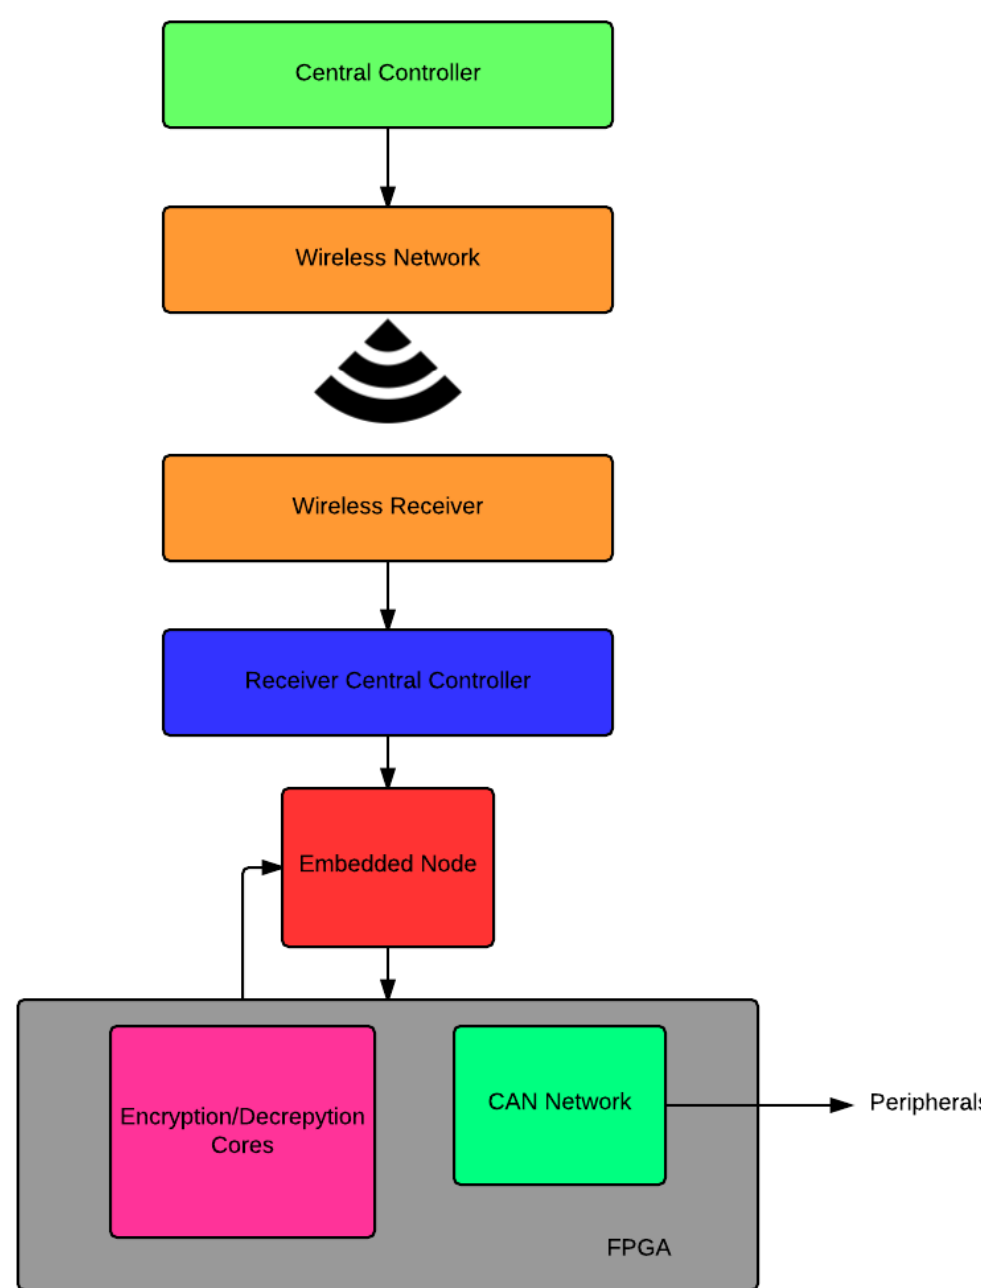 Central Controller
Wireless Network
Wireless Receiver
Receiver Central Controller
Embedded Node
Encryption/Decrepytion
Cores
CAN Network
Peripherals
FPGA